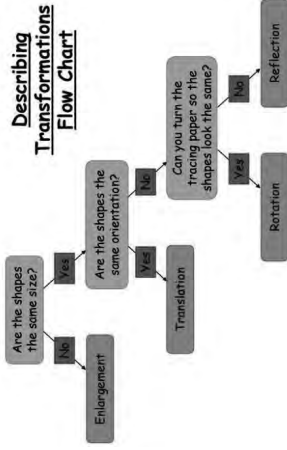 Describing
Transformations
Flow Chart
Are the shapes
the same size?
No
Yes
Enlargement
Are the shapes the
same orientation?
Yes
No
Translation
Can you turn the
tracing paper so the
shapes look the same?
Yes
No
Rotation
Reflection